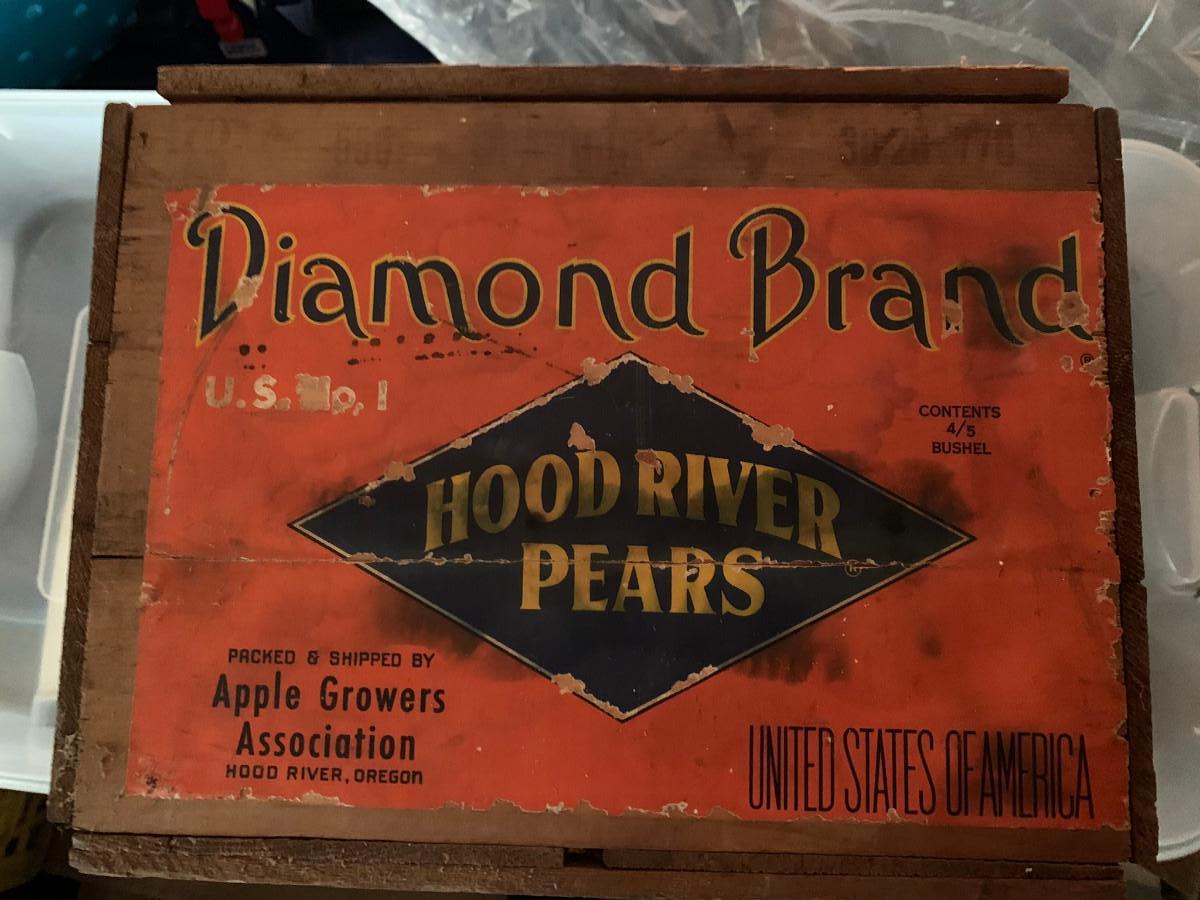 Diamond Brand
®
U.S. No. 1
CONTENTS
4/5
BUSHEL
HOOD RIVER
PEARS
®
PACKED & SHIPPED BY
Apple Growers
Association
HOOD RIVER, OREGON
UNITED STATES OF AMERICA